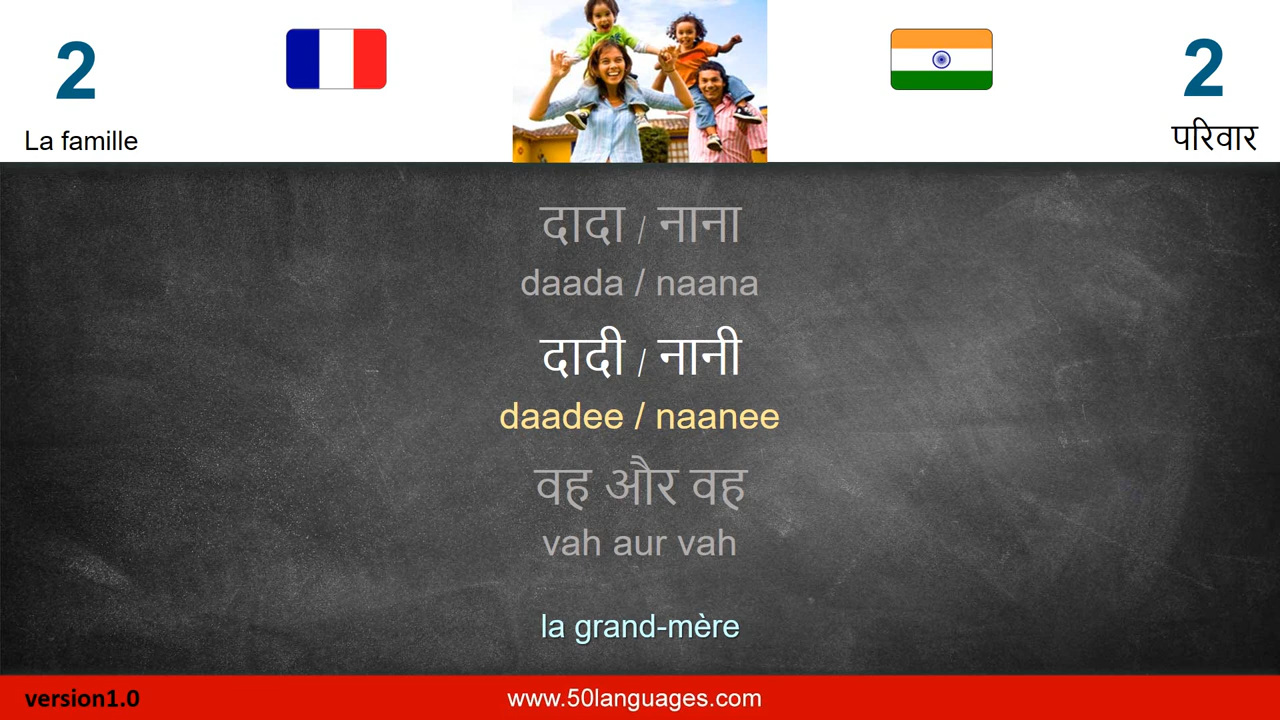 2
2
La famille
परिवार
दादा / नाना
daada / naana
दादी / नानी
daadee / naanee
वह और वह
vah aur vah
la grand-mère
version1.0
www.50languages.com